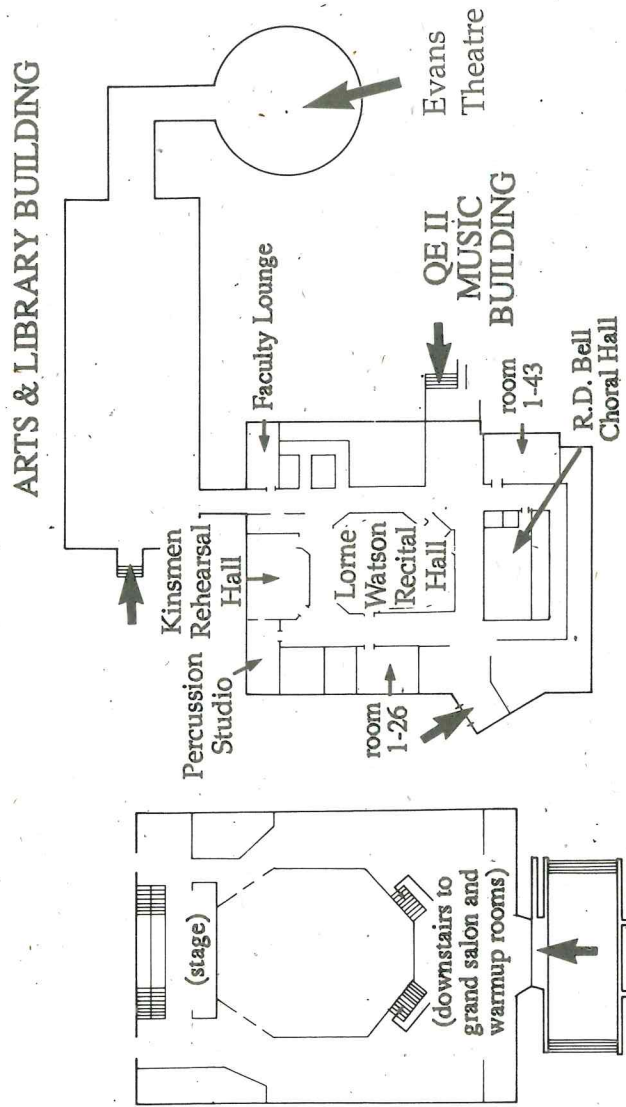 ARTS & LIBRARY BUILDING
Evans
Theatre
Faculty Lounge
QE II
MUSIC
BUILDING
Kinsmen
Rehearsal
Hall
Percussion
Studio
Lorne
Watson
Recital
Hall
room
1-43
R.D. Bell
Choral Hall
room
1-26
(stage)
(downstairs to
grand salon and
warmup rooms)